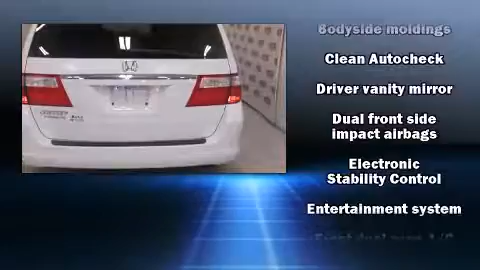 Bodyside moldings
Clean Autocheck
Driver vanity mirror
Dual front side
impact airbags
Electronic
Stability Control
Entertainment system